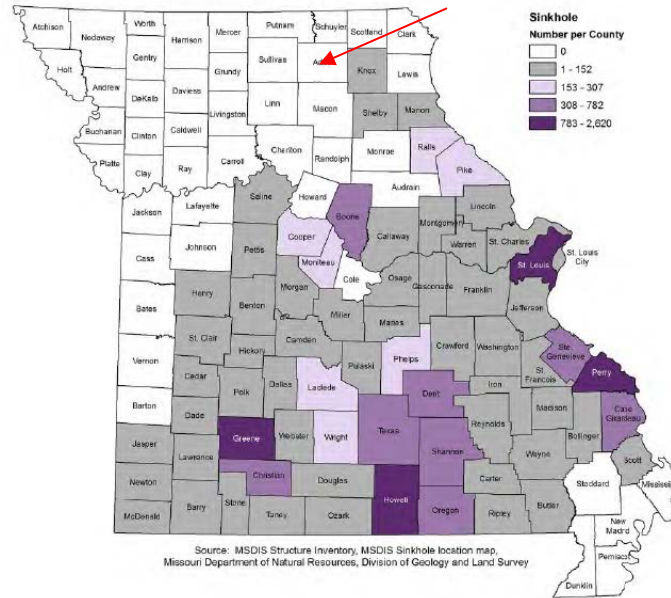 Sinkhole
Number per County
0
1 - 152
153 - 307
308 - 782
783 - 2,620
Atchison
Nodaway
Worth
Harrison
Mercer
Putnam
Schuyler
Scotland
Clark
Holt
Gentry
Sullivan
Knox
Lewis
Andrew
DeKalb
Daviess
Grundy
Linn
Macon
Shelby
Marion
Buchanan
Clinton
Caldwell
Livingston
Chariton
Randolph
Monroe
Ralls
Pike
Platte
Clay
Ray
Carroll
Saline
Howard
Boone
Audrain
Lincoln
Jackson
Lafayette
Cooper
Callaway
Montgomery
Warren
St. Charles
St. Louis
St. Louis
City
Cass
Johnson
Pettis
Moniteau
Cole
Osage
Gasconade
Franklin
Jefferson
Bates
Henry
Benton
Morgan
Miller
Maries
Vernon
St. Clair
Hickory
Camden
Pulaski
Phelps
Crawford
Washington
St.
Francois
Ste.
Genevieve
Perry
Barton
Cedar
Polk
Dallas
Laclede
Dent
Iron
Madison
Cape
Girardeau
Jasper
Dade
Greene
Webster
Wright
Texas
Shannon
Reynolds
Wayne
Bollinger
Scott
Newton
Lawrence
Christian
Douglas
Howell
Carter
Butler
Stoddard
McDonald
Barry
Stone
Taney
Ozark
Oregon
Ripley
New
Madrid
Dunklin
Source: MSDIS Structure Inventory, MSDIS Sinkhole location map,
Missouri Department of Natural Resources, Division of Geology and Land Survey